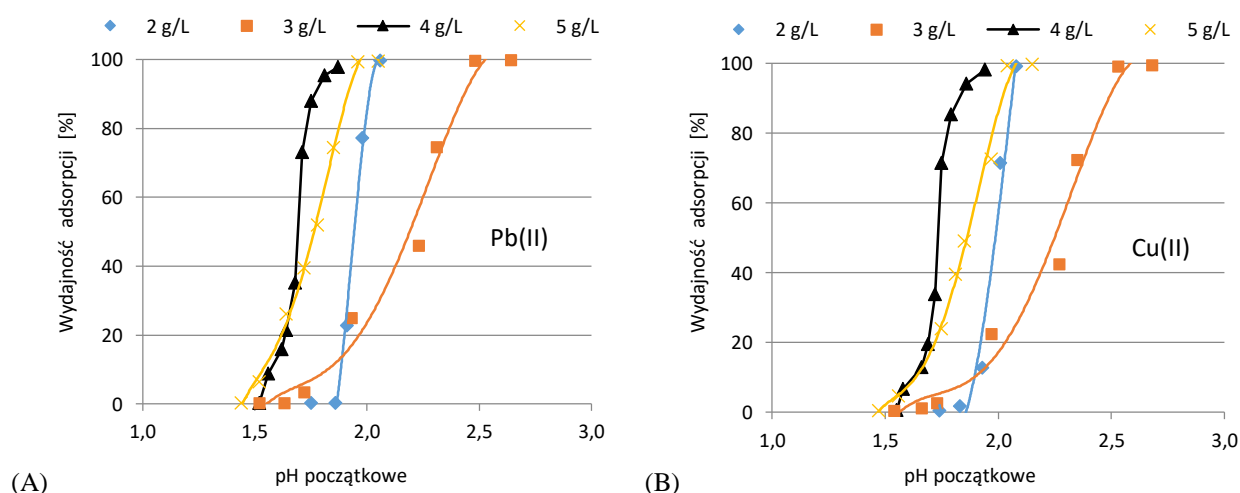 2 g/L 3 g/L 4 g/L 5 g/L
Wydajność adsorpcji [%]
100
80
60
40
20
0
Pb(II)
1,0 1,5 2,0 2,5 3,0
pH początkowe
(A)
2 g/L 3 g/L 4 g/L 5 g/L
Wydajność adsorpcji [%]
100
80
60
40
20
0
Cu(II)
1,0 1,5 2,0 2,5 3,0
pH początkowe
(B)